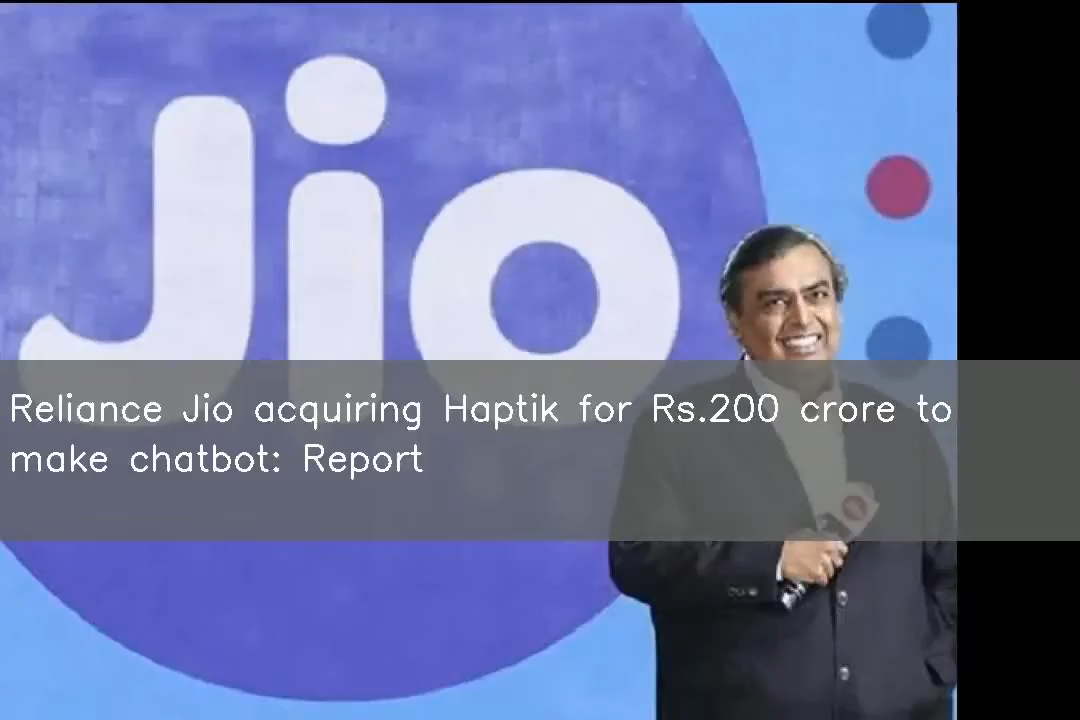 Jio
Reliance Jio acquiring Haptik for Rs.200 crore to
make chatbot: Report